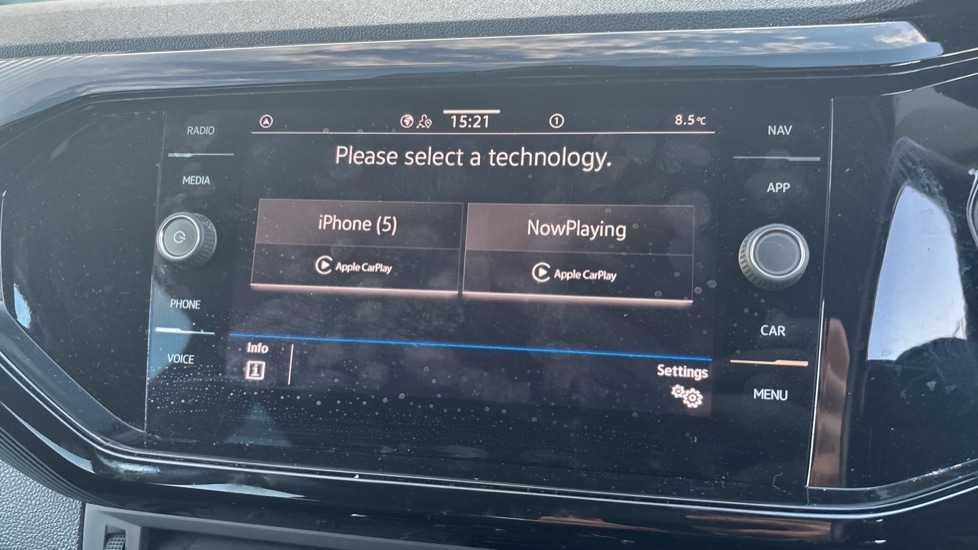 RADIO
MEDIA
PHONE
VOICE
15:21
1
8.5°C
Please select a technology.
iPhone (5)
Apple CarPlay
NowPlaying
Apple CarPlay
Info
i
Settings
NAV
APP
CAR
MENU